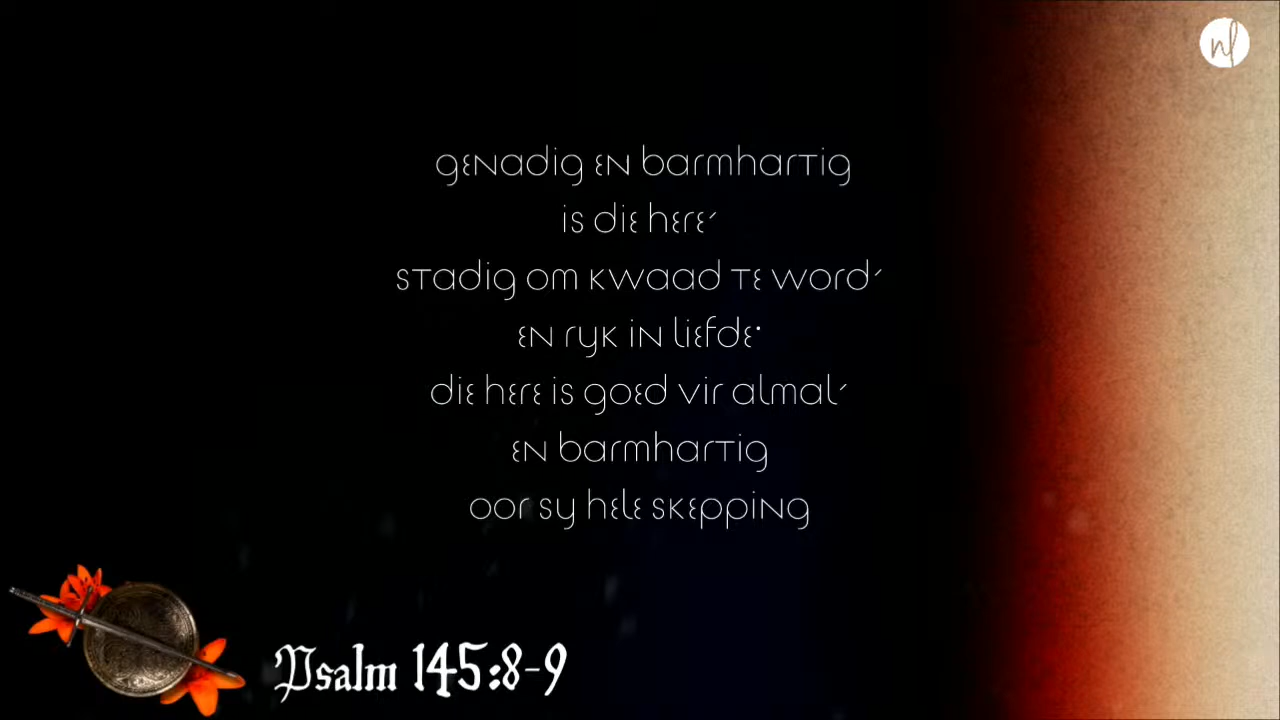 genadig en barmhartig
is die here,
stadig om kwaad te word,
en ryk in liefde.
die here is goed vir almal,
en barmhartig
oor sy hele skepping
Psalm 145:8-9